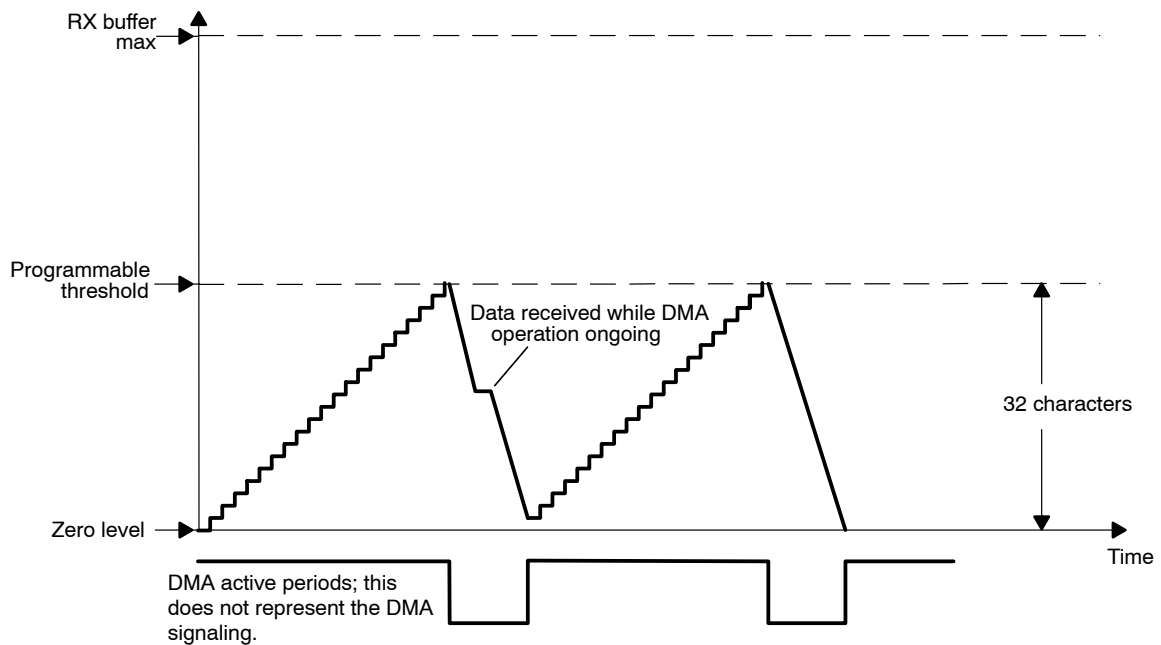 RX buffer
max
Programmable
threshold
Data received while DMA
operation ongoing
32 characters
Zero level
Time
DMA active periods; this
does not represent the DMA
signaling.